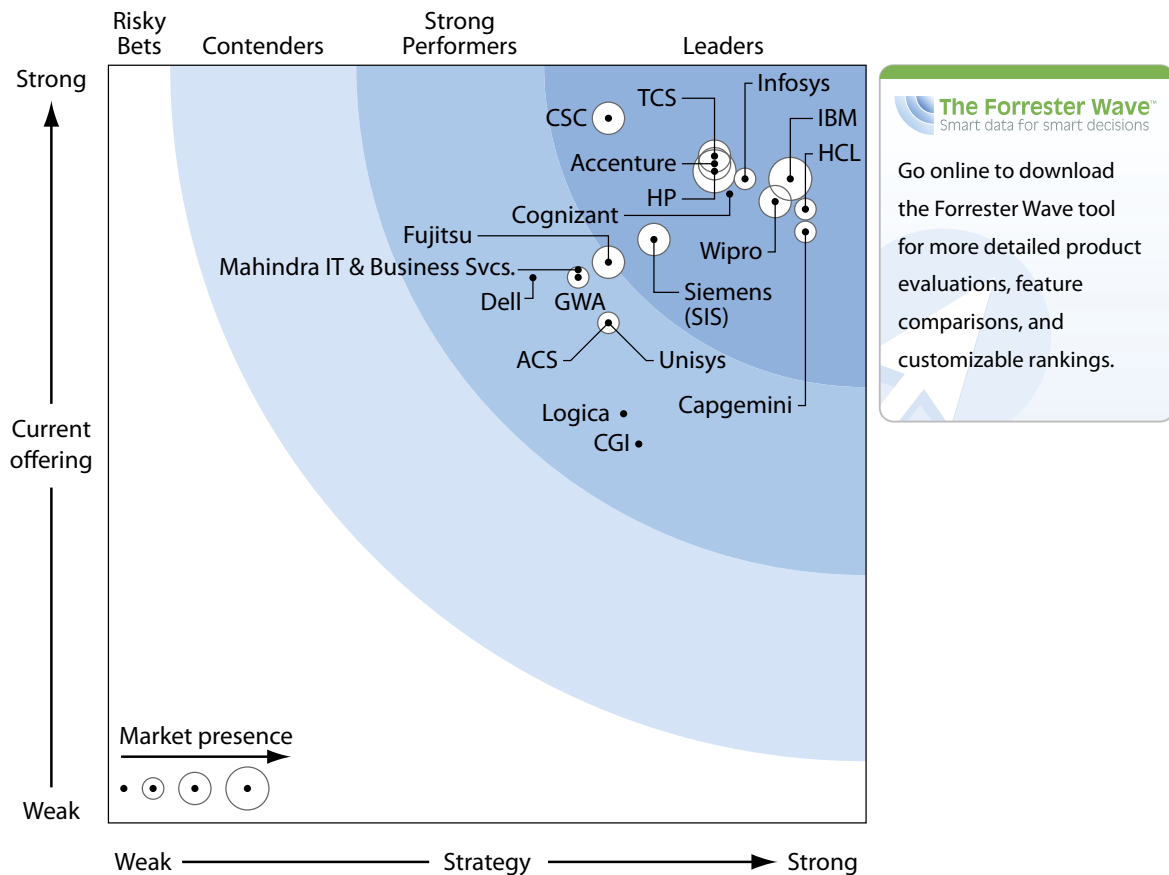 Risky
Bets
Contenders
Strong
Performers
Leaders
Strong
Current
offering
Weak
TCS
Infosys
CSC
IBM
Accenture
HCL
HP
Cognizant
Fujitsu
Wipro
Mahindra IT & Business Svcs.
Dell
GWA
Siemens
(SIS)
ACS
Unisys
Capgemini
Logica
CGI
Market presence
Weak
Strategy
Strong
The Forrester Wave™
Smart data for smart decisions
Go online to download
the Forrester Wave tool
for more detailed product
evaluations, feature
comparisons, and
customizable rankings.